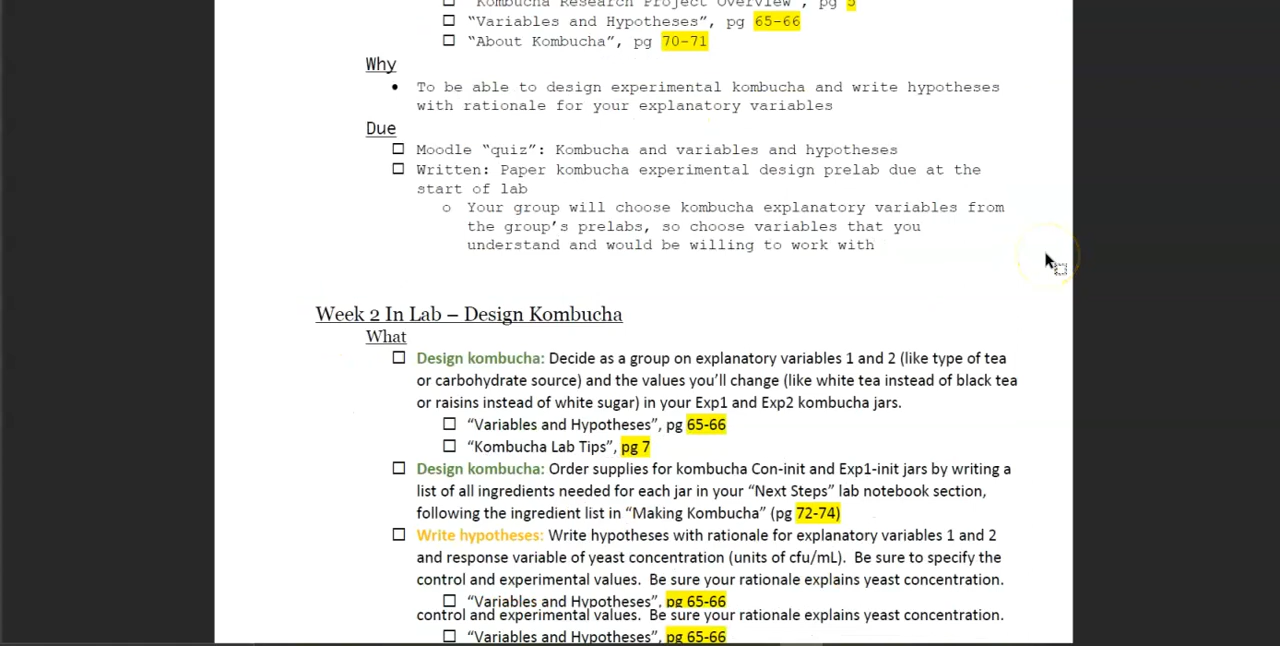 ☐ "Kombucha Research Project Overview", pg 5
☐ "Variables and Hypotheses", pg 65-66
☐ "About Kombucha", pg 70-71
Why
• To be able to design experimental kombucha and write hypotheses
with rationale for your explanatory variables
Due
☐ Moodle "quiz": Kombucha and variables and hypotheses
☐ Written: Paper kombucha experimental design prelab due at the
start of lab
o Your group will choose kombucha explanatory variables from
the group's prelabs, so choose variables that you
understand and would be willing to work with
Week 2 In Lab – Design Kombucha
What
☐ Design kombucha: Decide as a group on explanatory variables 1 and 2 (like type of tea
or carbohydrate source) and the values you'll change (like white tea instead of black tea
or raisins instead of white sugar) in your Exp1 and Exp2 kombucha jars.
☐ "Variables and Hypotheses", pg 65-66
☐ "Kombucha Lab Tips", pg 7
☐ Design kombucha: Order supplies for kombucha Con-init and Exp1-init jars by writing a
list of all ingredients needed for each jar in your "Next Steps" lab notebook section,
following the ingredient list in "Making Kombucha" (pg 72-74)
☐ Write hypotheses: Write hypotheses with rationale for explanatory variables 1 and 2
and response variable of yeast concentration (units of cfu/mL). Be sure to specify the
control and experimental values. Be sure your rationale explains yeast concentration.
☐ "Variables and Hypotheses", pg 65-66
control and experimental values. Be sure your rationale explains yeast concentration.
☐ "Variables and Hypotheses", pg 65-66